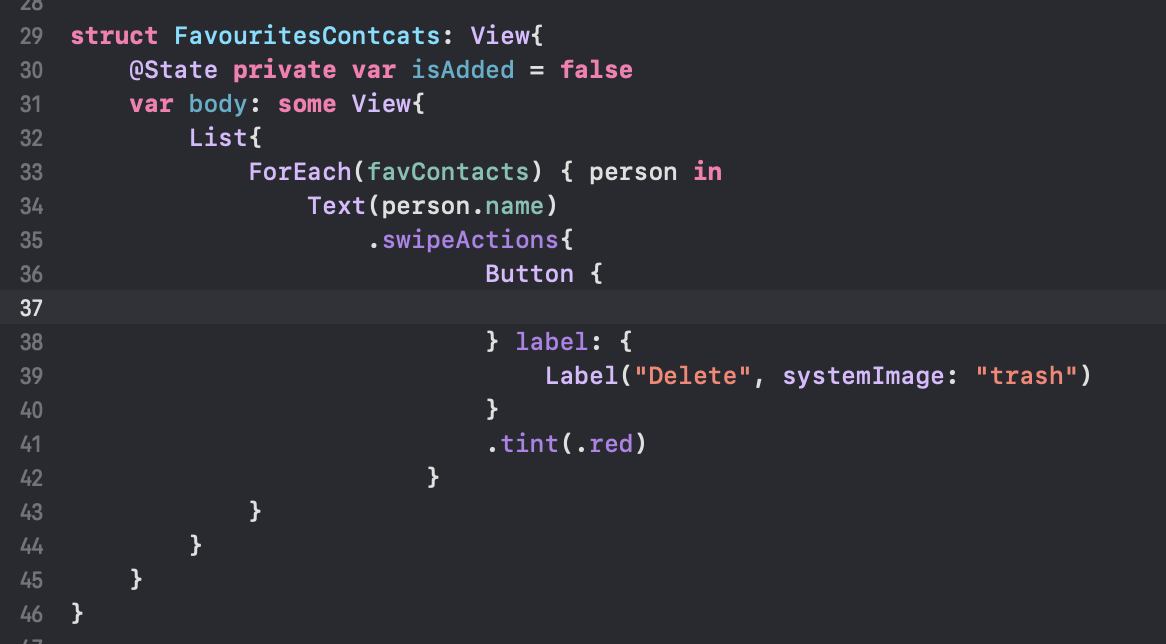 28
29 struct FavouritesContcats: View{
30     @State private var isAdded = false
31     var body: some View{
32         List{
33             ForEach(favContacts) { person in
34                 Text(person.name)
35                     .swipeActions{
36                             Button {
37
38                             } label: {
39                                 Label("Delete", systemImage: "trash")
40                             }
41                             .tint(.red)
42                         }
43             }
44         }
45     }
46 }
47